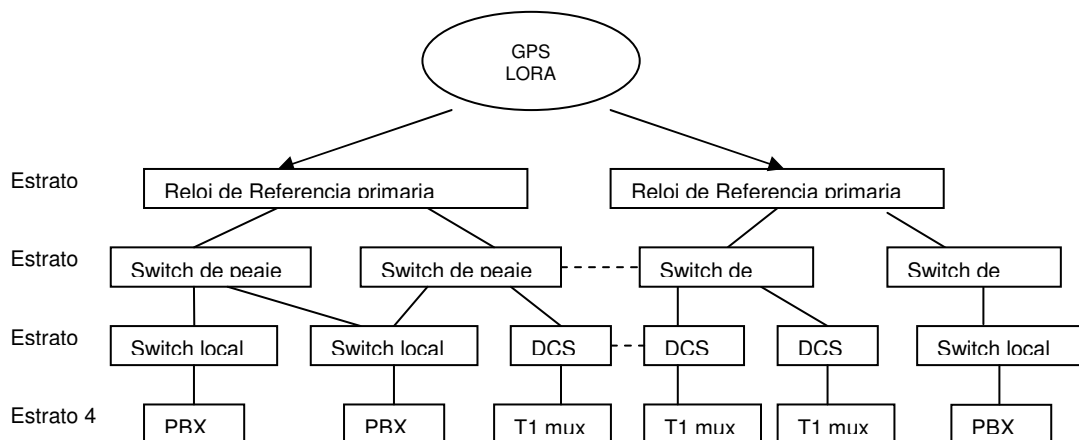 GPS
LORA
Estrato
Reloj de Referencia primaria
Reloj de Referencia primaria
Estrato
Switch de peaje
Switch de peaje
Switch de
Switch de
Estrato
Switch local
Switch local
DCS
DCS
DCS
Switch local
Estrato 4
PBX
PBX
T1 mux
T1 mux
T1 mux
PBX